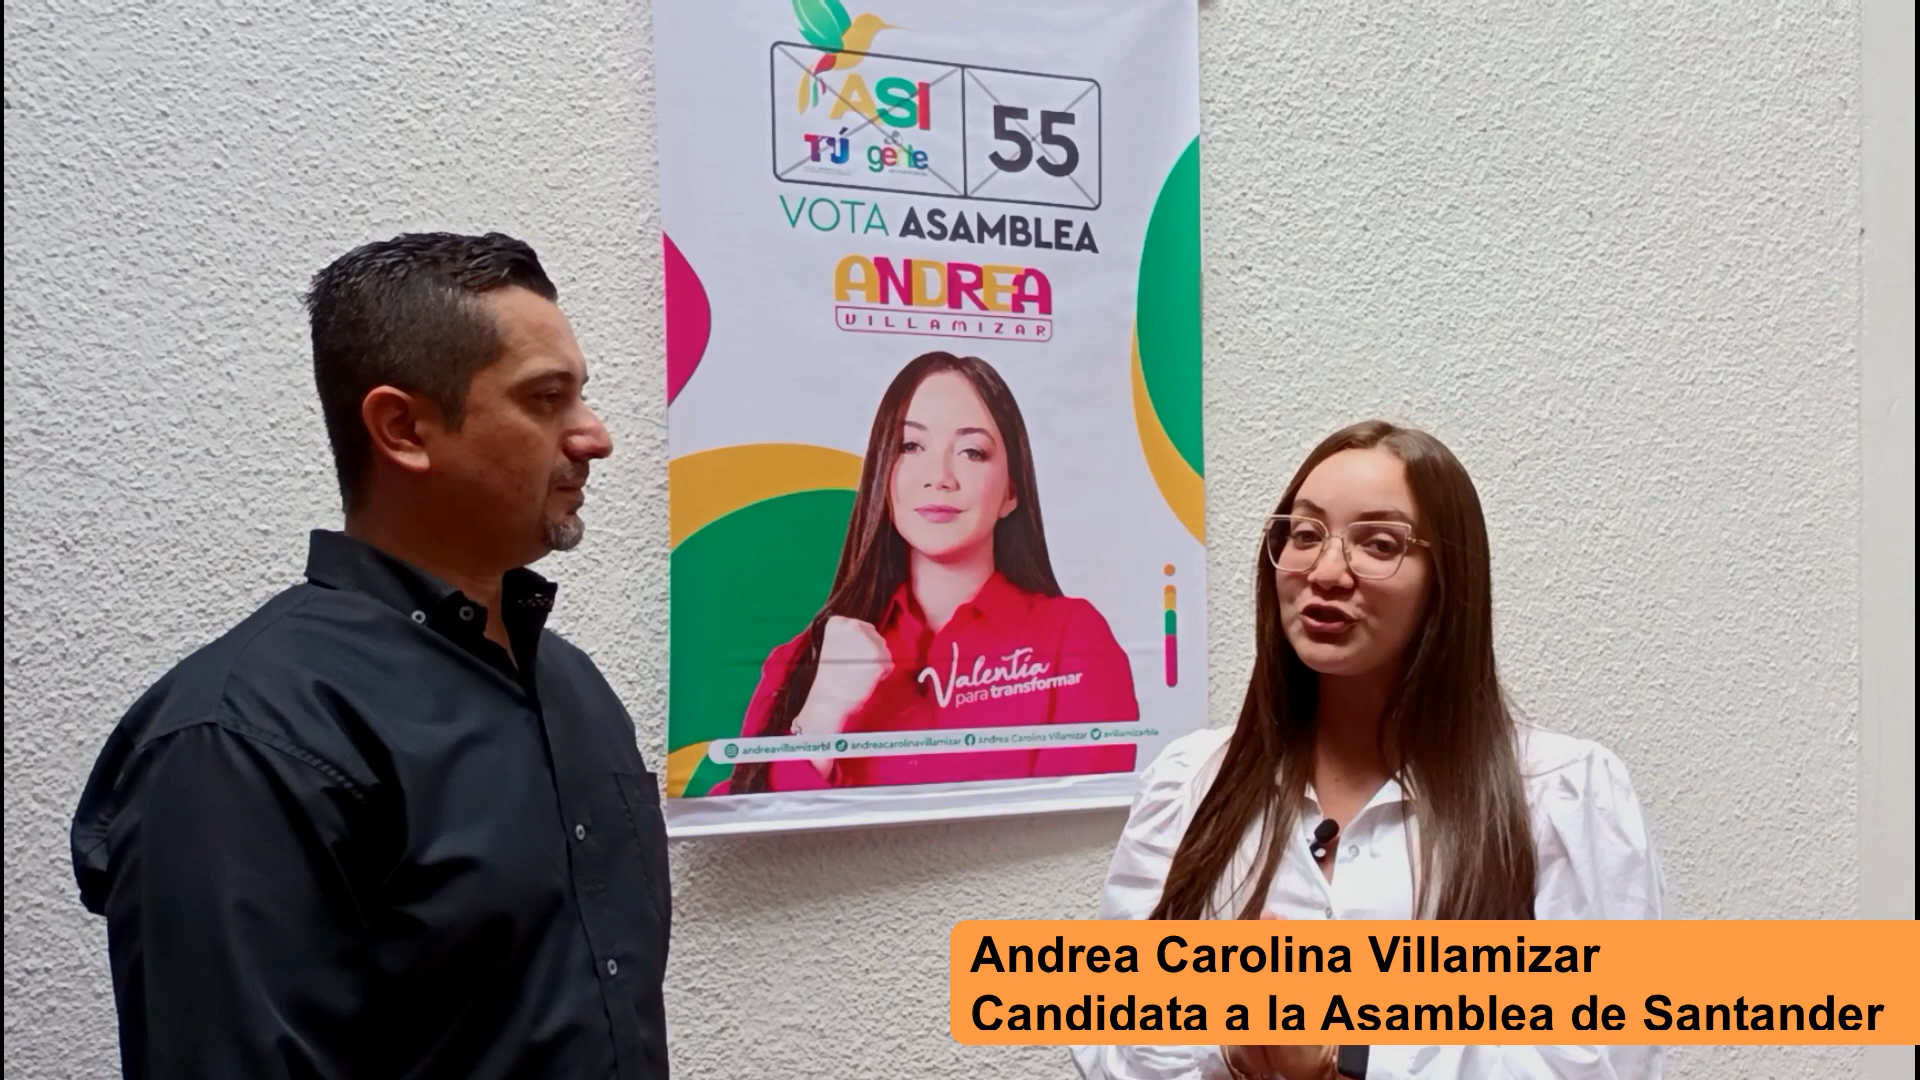 ASI
TÚ gente
55
VOTA ASAMBLEA
ANDREA
VILLAMIZAR
Valentía
para transformar
andreavillamizarbl andreacarolinavillamizar Andrea Carolina Villamizar avillamizarbla
Andrea Carolina Villamizar
Candidata a la Asamblea de Santander